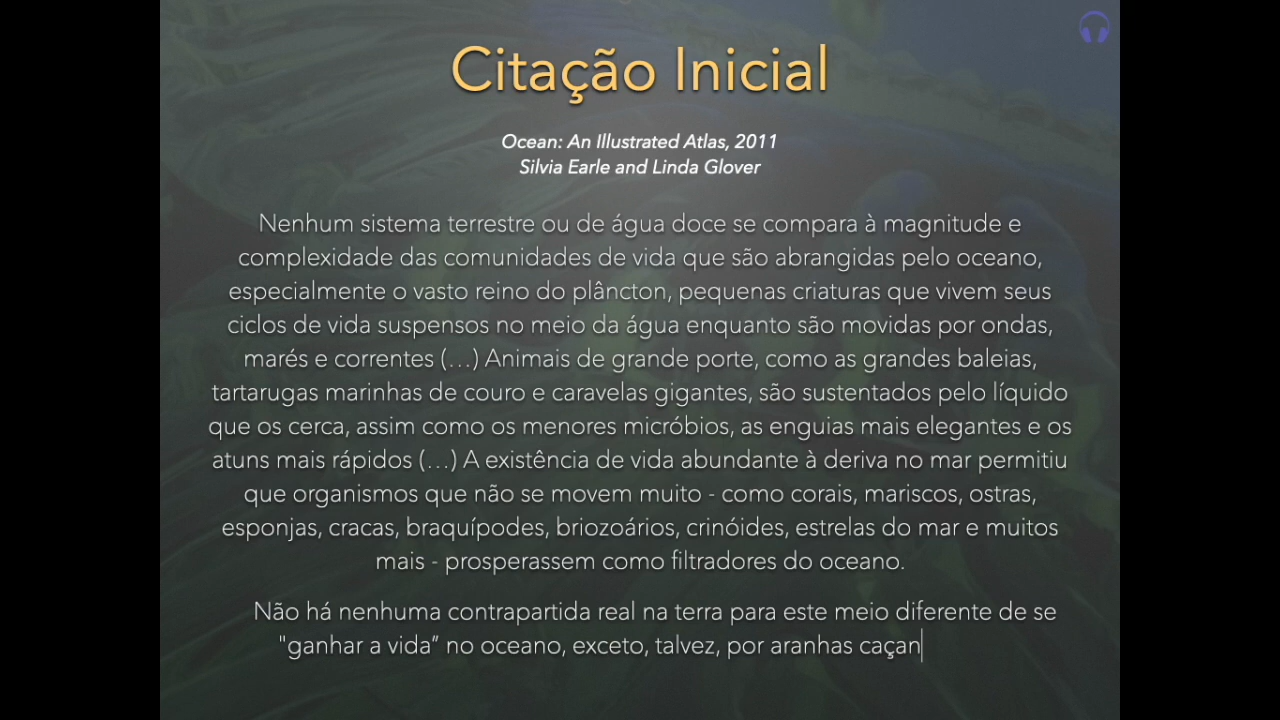 Citação Inicial
Ocean: An Illustrated Atlas, 2011
Silvia Earle and Linda Glover
Nenhum sistema terrestre ou de água doce se compara à magnitude e
complexidade das comunidades de vida que são abrangidas pelo oceano,
especialmente o vasto reino do plâncton, pequenas criaturas que vivem seus
ciclos de vida suspensos no meio da água enquanto são movidas por ondas,
marés e correntes (…) Animais de grande porte, como as grandes baleias,
tartarugas marinhas de couro e caravelas gigantes, são sustentados pelo líquido
que os cerca, assim como os menores micróbios, as enguias mais elegantes e os
atuns mais rápidos (…) A existência de vida abundante à deriva no mar permitiu
que organismos que não se movem muito - como corais, mariscos, ostras,
esponjas, cracas, braquípodes, briozoários, crinóides, estrelas do mar e muitos
mais - prosperassem como filtradores do oceano.
Não há nenhuma contrapartida real na terra para este meio diferente de se
"ganhar a vida” no oceano, exceto, talvez, por aranhas caçan